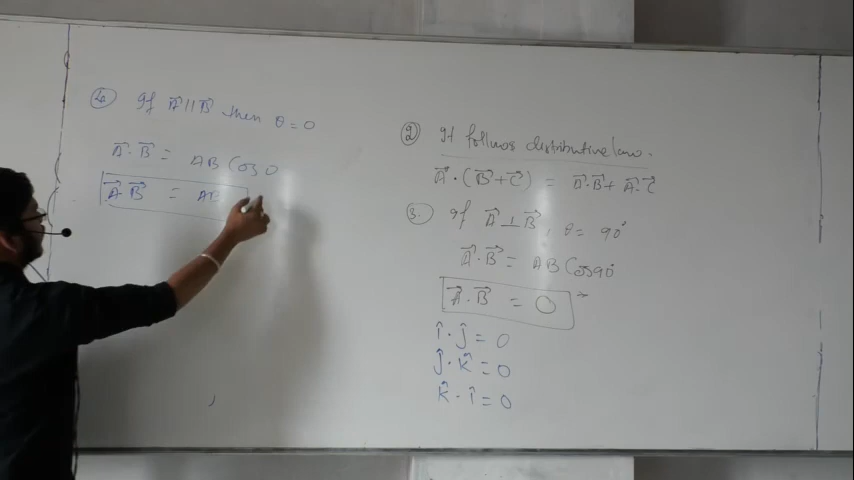 ④ If A⃗ || B⃗ then θ = 0
A⃗ · B⃗ = AB Cos 0
A⃗ · B⃗ = AB
② It follows distributive law.
A⃗ · (B⃗ + C⃗) = A⃗ · B⃗ + A⃗ · C⃗
③ If A⃗ ⊥ B⃗, θ = 90°
A⃗ · B⃗ = AB Cos 90°
A⃗ · B⃗ = 0
î · ĵ = 0
ĵ · k̂ = 0
k̂ · î = 0